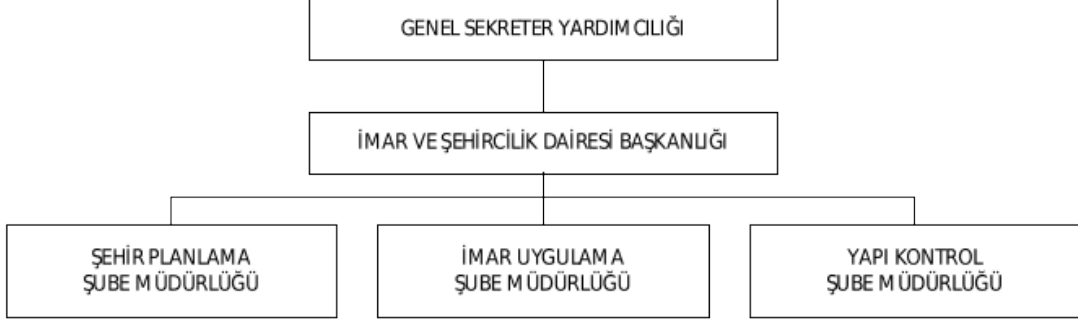 GENEL SEKRETER YARDIMCILIĞI
İMAR VE ŞEHİRCİLİK DAİRESİ BAŞKANLIĞI
ŞEHİR PLANLAMA
ŞUBE MÜDÜRLÜĞÜ
İMAR UYGULAMA
ŞUBE MÜDÜRLÜĞÜ
YAPI KONTROL
ŞUBE MÜDÜRLÜĞÜ